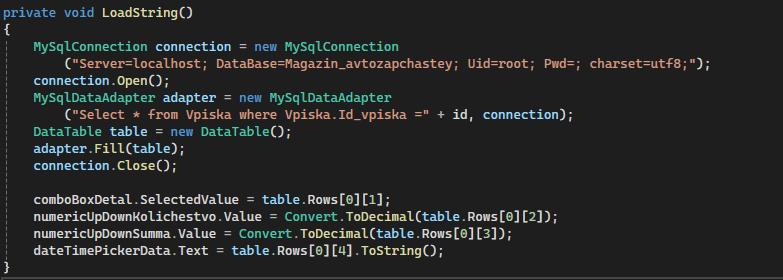 private void LoadString()
{
MySqlConnection connection = new MySqlConnection
("Server=localhost; DataBase=Magazin_avtozapchastey; Uid=root; Pwd=; charset=utf8;");
connection.Open();
MySqlDataAdapter adapter = new MySqlDataAdapter
("Select * from Vpiska where Vpiska.Id_vpiska =" + id, connection);
DataTable table = new DataTable();
adapter.Fill(table);
connection.Close();
comboBoxDetal.SelectedValue = table.Rows[0][1];
numericUpDownKolichestvo.Value = Convert.ToDecimal(table.Rows[0][2]);
numericUpDownSumma.Value = Convert.ToDecimal(table.Rows[0][3]);
dateTimePickerData.Text = table.Rows[0][4].ToString();
}